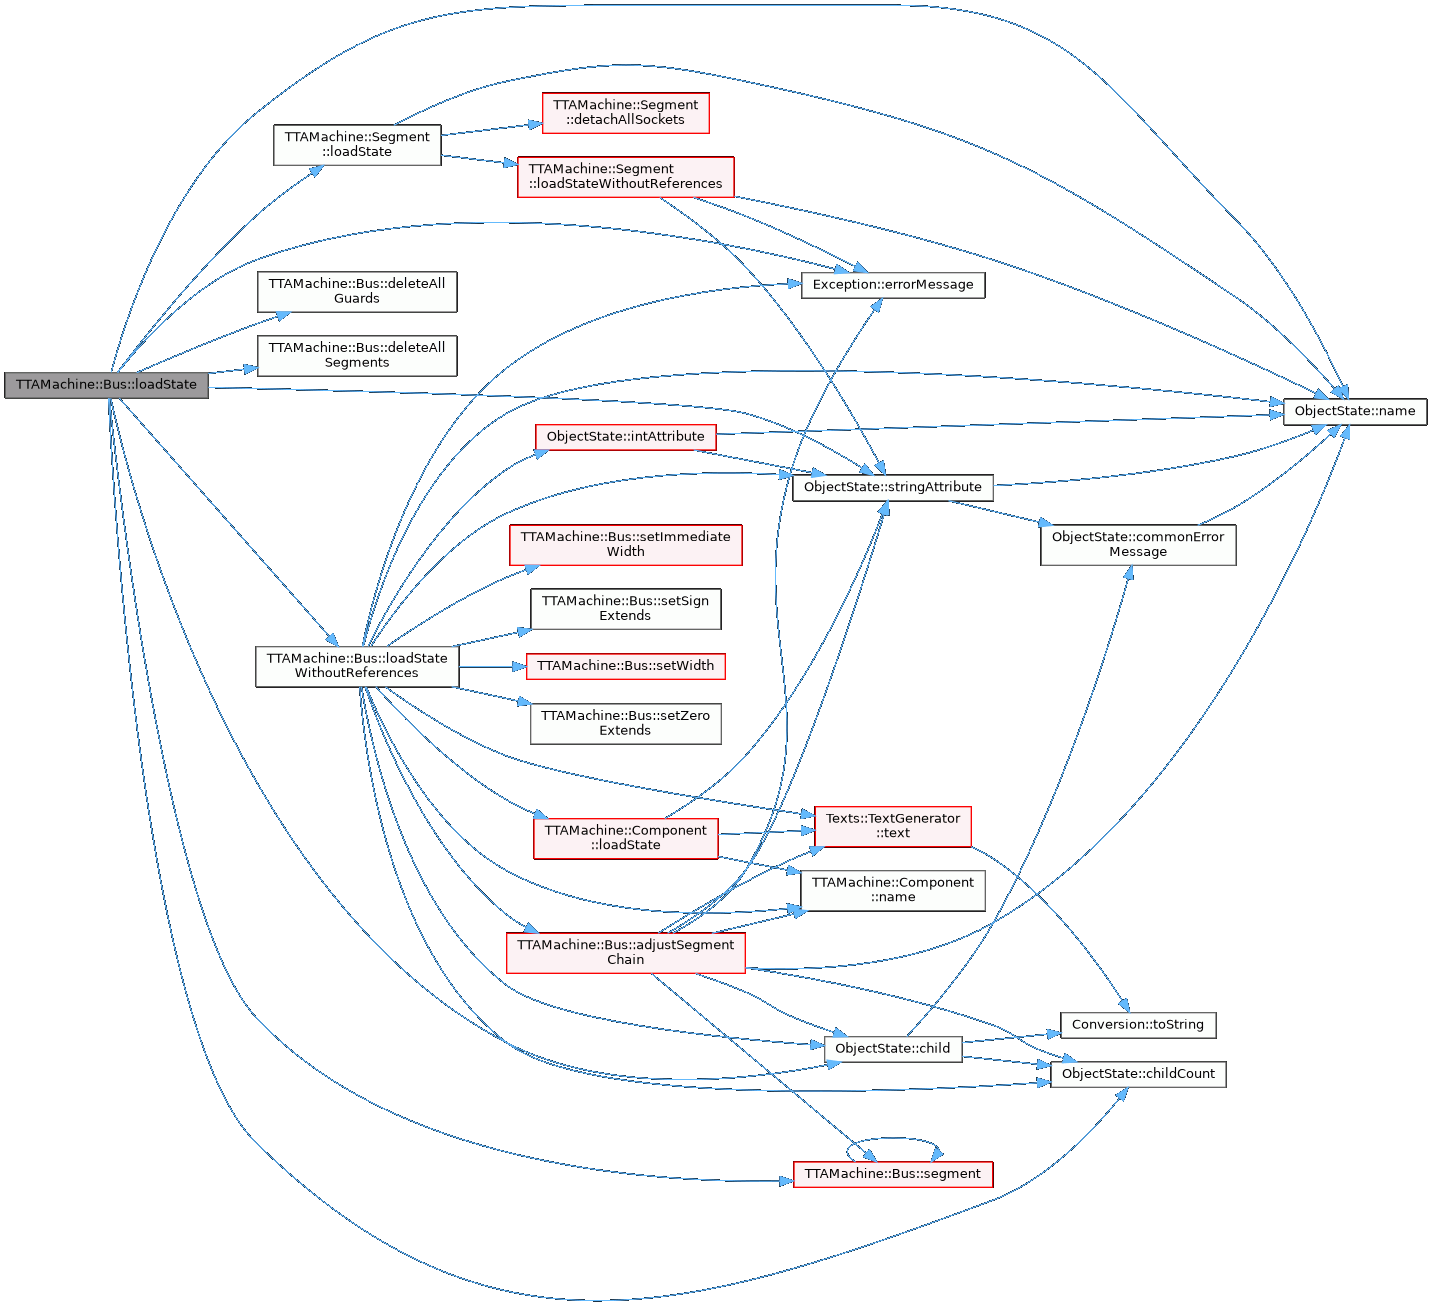 TTAMachine::Segment
::detachAllSockets
TTAMachine::Segment
::loadState
TTAMachine::Segment
::loadStateWithoutReferences
Exception::errorMessage
TTAMachine::Bus::deleteAll
Guards
TTAMachine::Bus::deleteAll
Segments
TTAMachine::Bus::loadState
ObjectState::name
ObjectState::intAttribute
ObjectState::stringAttribute
TTAMachine::Bus::setImmediate
Width
ObjectState::commonError
Message
TTAMachine::Bus::setSign
Extends
TTAMachine::Bus::loadState
WithoutReferences
TTAMachine::Bus::setWidth
TTAMachine::Bus::setZero
Extends
Texts::TextGenerator
::text
TTAMachine::Component
::loadState
TTAMachine::Component
::name
TTAMachine::Bus::adjustSegment
Chain
Conversion::toString
ObjectState::child
ObjectState::childCount
TTAMachine::Bus::segment